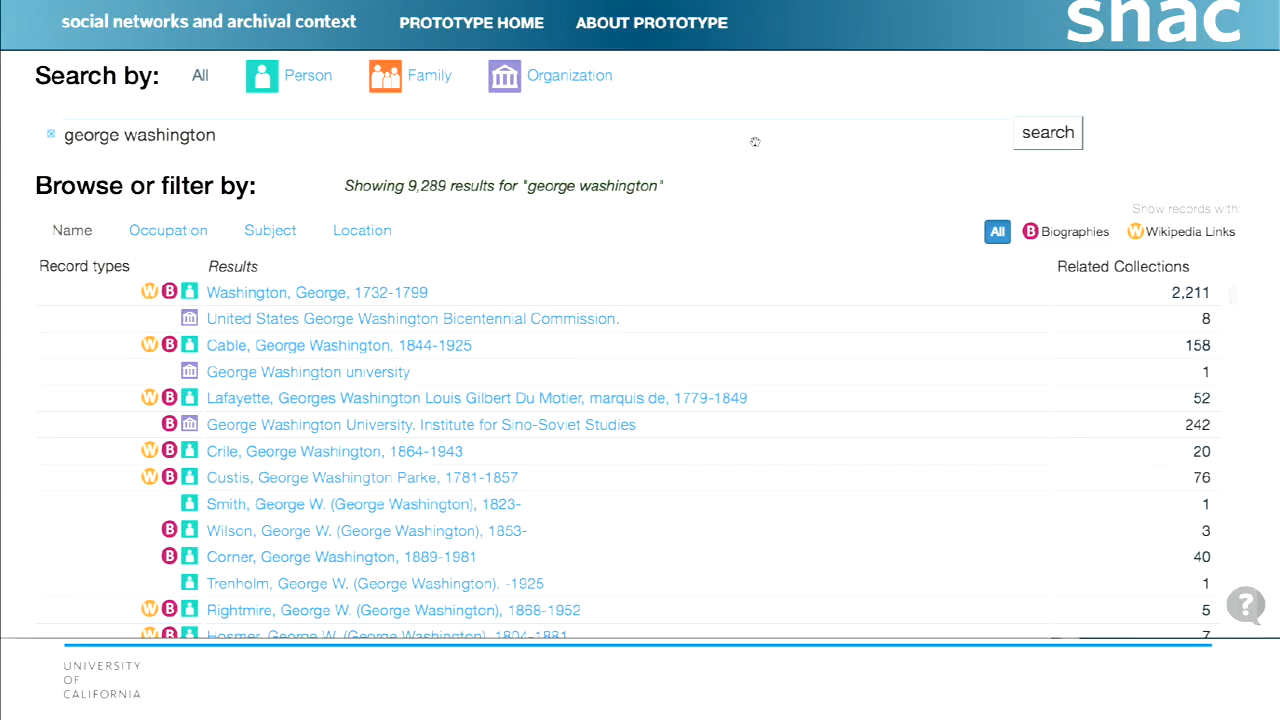 social networks and archival context PROTOTYPE HOME ABOUT PROTOTYPE snac
Search by: All Person Family Organization
george washington search
Browse or filter by: Showing 9,289 results for "george washington"
Show records with:
Name Occupation Subject Location All B Biographies W Wikipedia Links
Record types Results Related Collections
W B Washington, George, 1732-1799 2,211
United States George Washington Bicentennial Commission. 8
W B Cable, George Washington, 1844-1925 158
George Washington university 1
W B Lafayette, Georges Washington Louis Gilbert Du Motier, marquis de, 1779-1849 52
B George Washington University. Institute for Sino-Soviet Studies 242
W B Crile, George Washington, 1864-1943 20
W B Custis, George Washington Parke, 1781-1857 76
Smith, George W. (George Washington), 1823- 1
B Wilson, George W. (George Washington), 1853- 3
B Corner, George Washington, 1889-1981 40
Trenholm, George W. (George Washington), -1925 1
W B Rightmire, George W. (George Washington), 1868-1952 5
W B Hosmer, George W. (George Washington), 1804-1881 7
?
UNIVERSITY
OF
CALIFORNIA